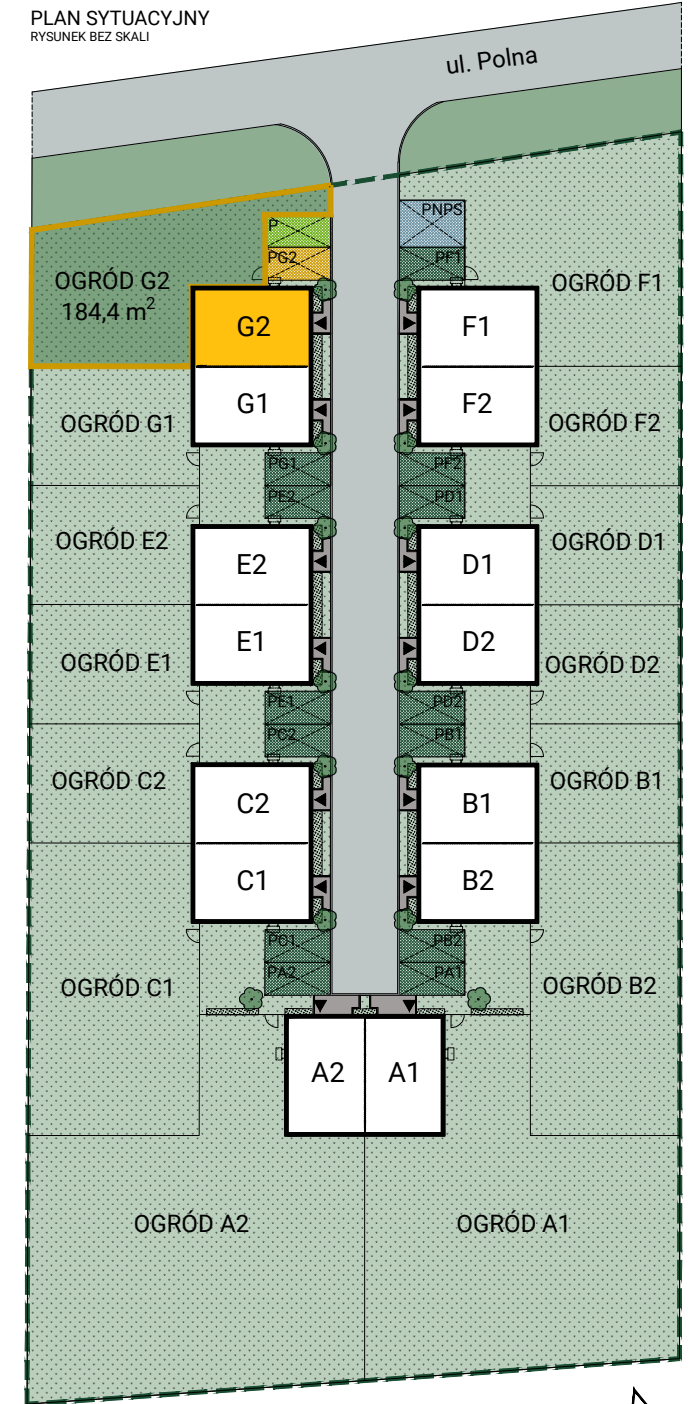 PLAN SYTUACYJNY
RYSUNEK BEZ SKALI
ul. Polna
P
PNPS
PG2
PF1
OGRÓD G2
184,4 m²
OGRÓD F1
G2
F1
G1
F2
OGRÓD G1
OGRÓD F2
PG1
PF2
PE2
PD1
OGRÓD E2
OGRÓD D1
E2
D1
E1
D2
OGRÓD E1
OGRÓD D2
PE1
PD2
PC2
PB1
OGRÓD C2
OGRÓD B1
C2
B1
C1
B2
PC1
PB2
PA2
PA1
OGRÓD C1
OGRÓD B2
A2
A1
OGRÓD A2
OGRÓD A1